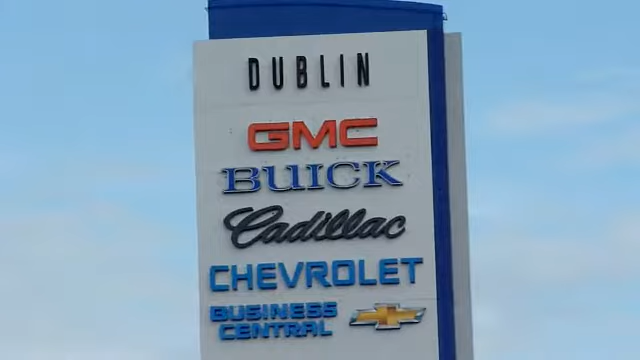 DUBLIN
GMC
BUICK
Cadillac
CHEVROLET
BUSINESS
CENTRAL